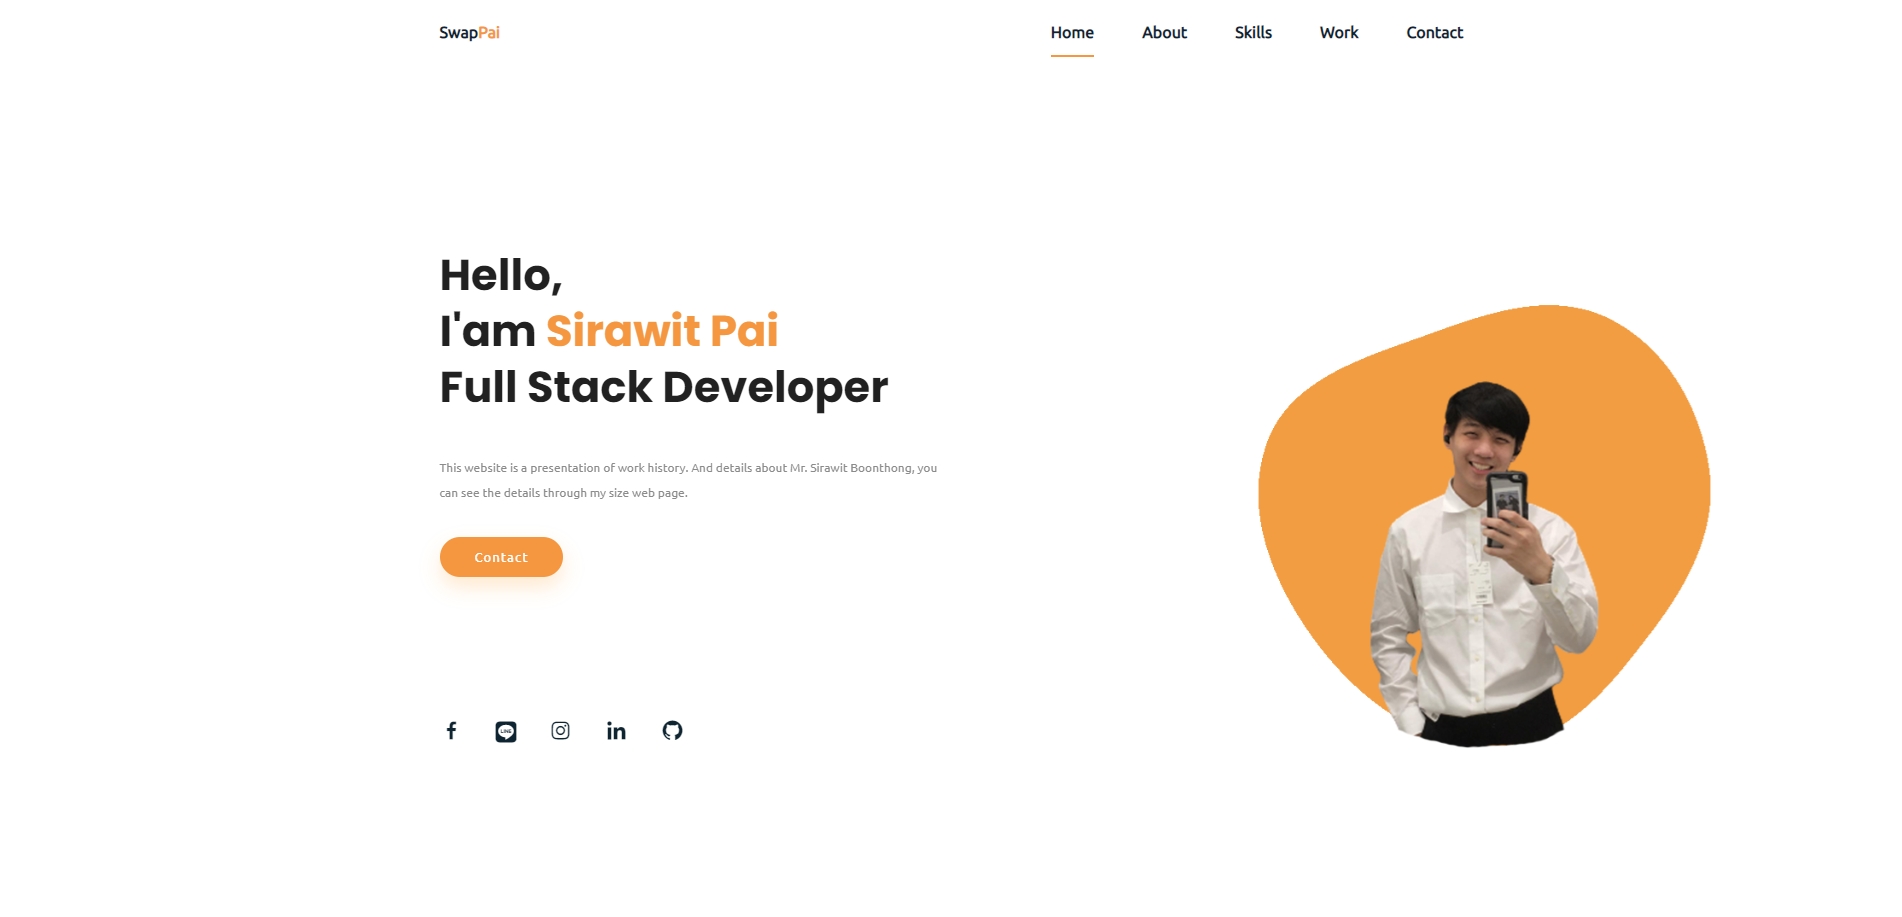 SwapPai
Home About Skills Work Contact
Hello,
I'am Sirawit Pai
Full Stack Developer
This website is a presentation of work history. And details about Mr. Sirawit Boonthong, you
can see the details through my size web page.
Contact
LINE